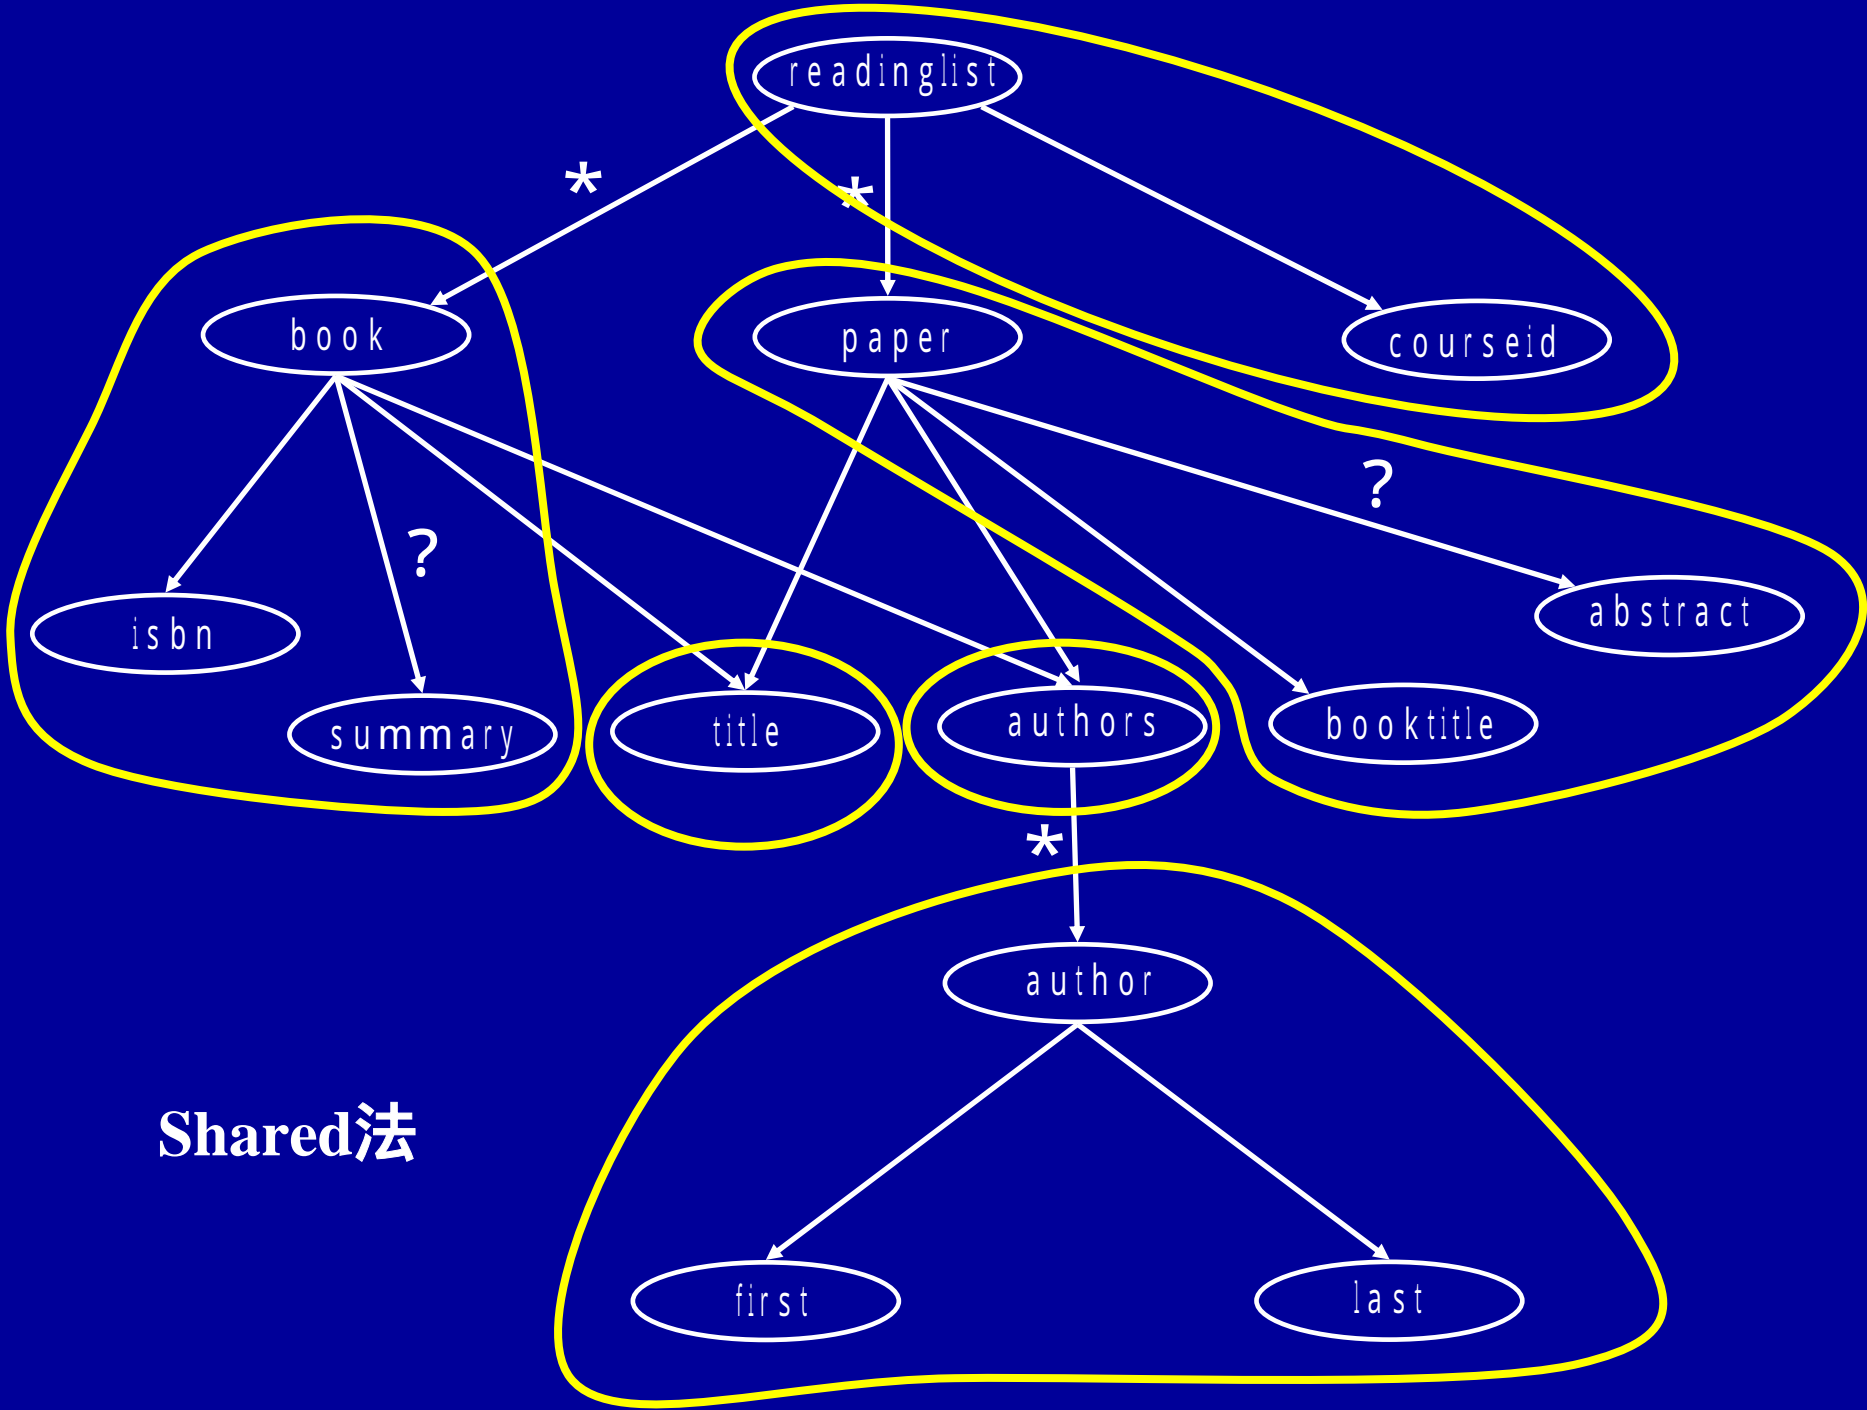 readinglist
*
*
book
paper
courseid
?
?
isbn
abstract
summary
title
authors
booktitle
*
author
Shared法
first
last